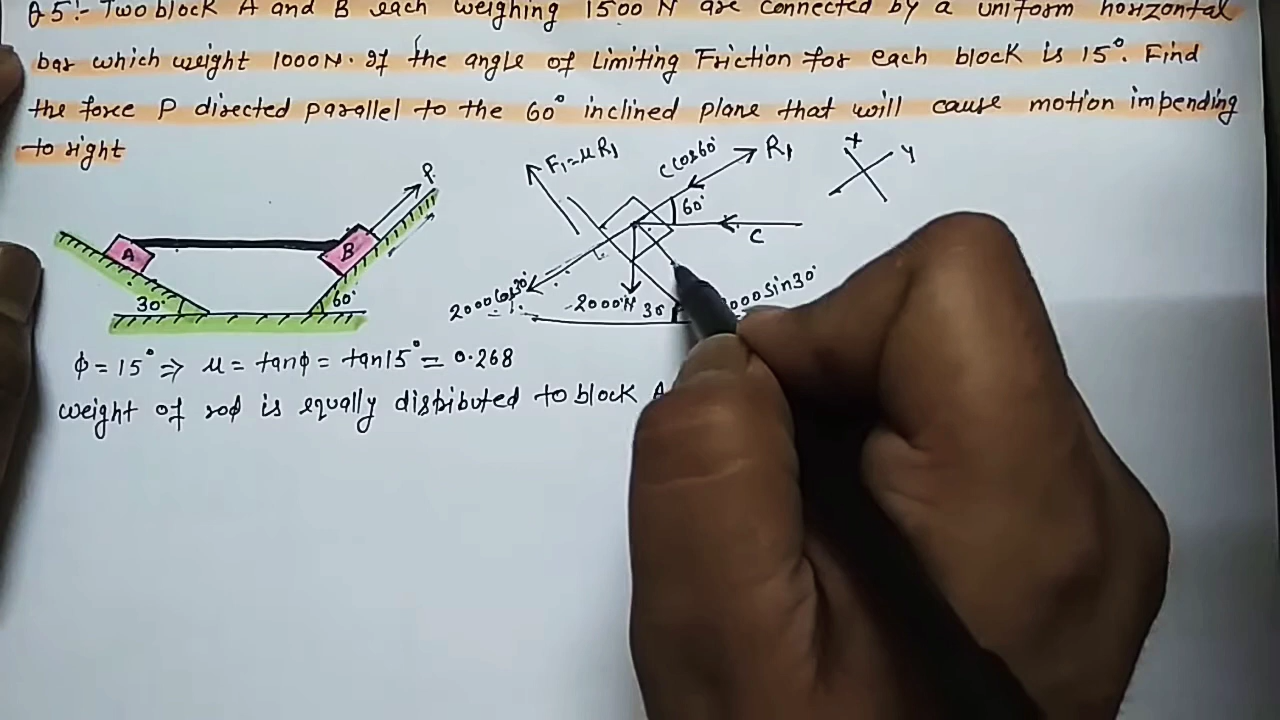 Q5:- Two block A and B each weighing 1500 N are connected by a uniform horizontal
bar which weight 1000N. If the angle of Limiting Friction for each block is 15°. Find
the force P directed parallel to the 60° inclined plane that will cause motion impending
to right
F₁=μR₁
C cos60°
R₁
x
y
P
60°
C
A
B
2000cos30°
2000N
30
2000sin30°
30°
60°
φ = 15° ⇒ μ = tanφ = tan15° = 0.268
weight of rod is equally distributed to block A